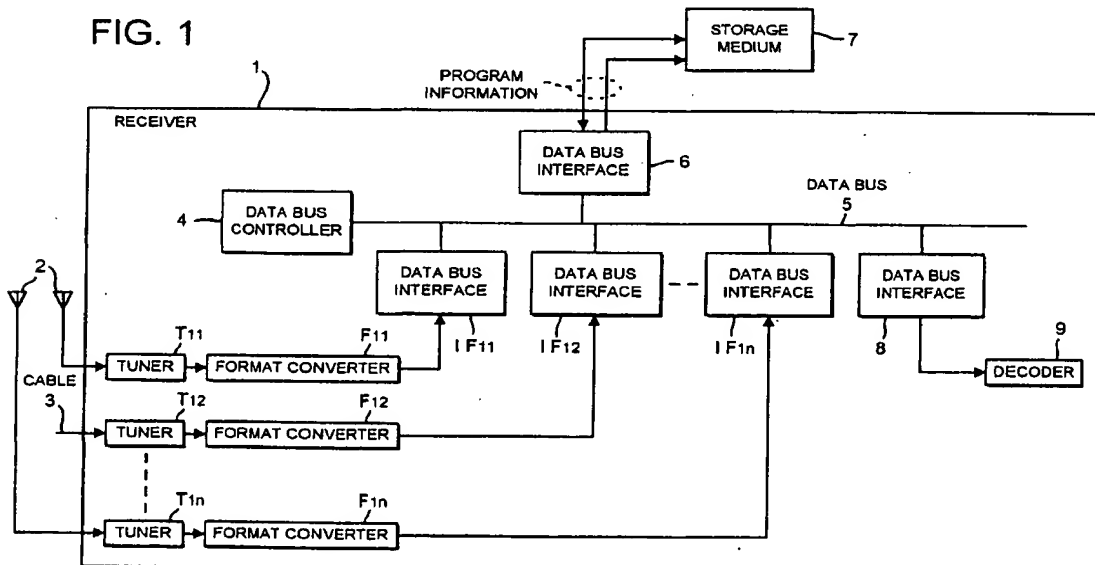 FIG. 1
STORAGE
MEDIUM
7
1
PROGRAM
INFORMATION
RECEIVER
DATA BUS
INTERFACE
6
DATA BUS
5
4
DATA BUS
CONTROLLER
2
DATA BUS
INTERFACE
DATA BUS
INTERFACE
DATA BUS
INTERFACE
DATA BUS
INTERFACE
IF11
IF12
IF1n
8
9
DECODER
T11
F11
TUNER
FORMAT CONVERTER
CABLE
3
T12
F12
TUNER
FORMAT CONVERTER
T1n
F1n
TUNER
FORMAT CONVERTER